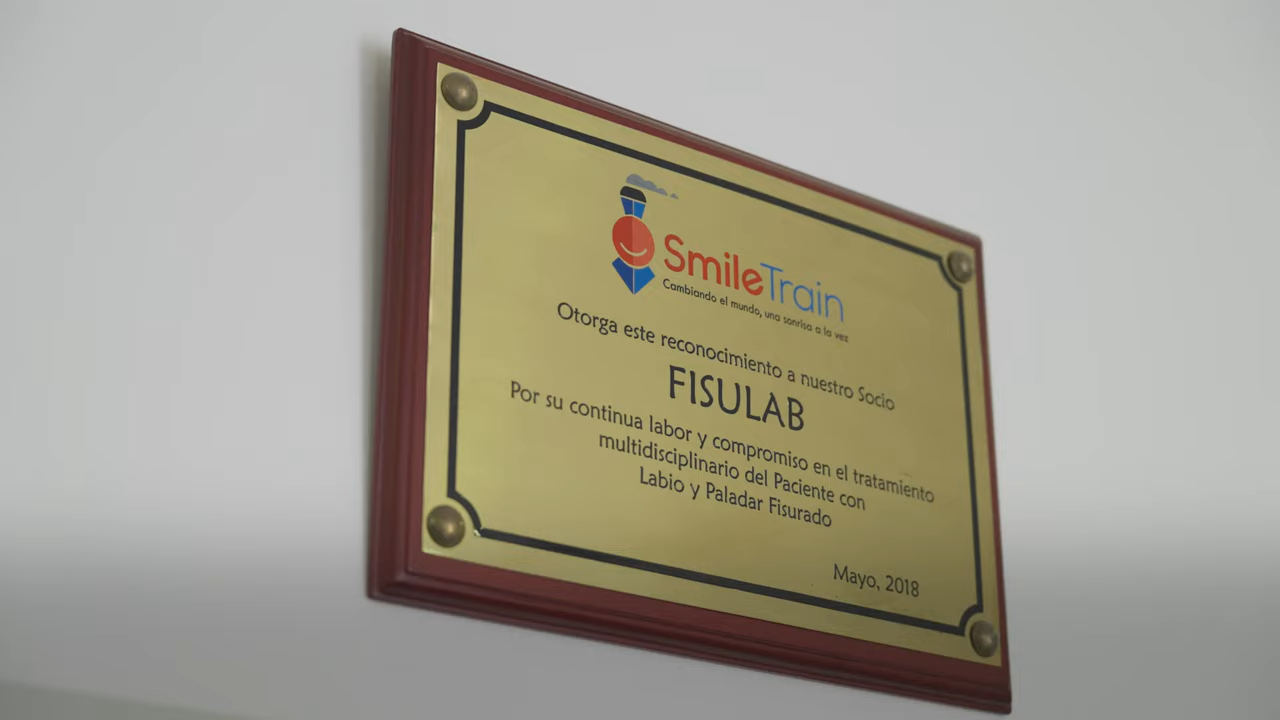 SmileTrain
Cambiando el mundo, una sonrisa a la vez
Otorga este reconocimiento a nuestro Socio
FISULAB
Por su continua labor y compromiso en el tratamiento
multidisciplinario del Paciente con
Labio y Paladar Fisurado
Mayo, 2018